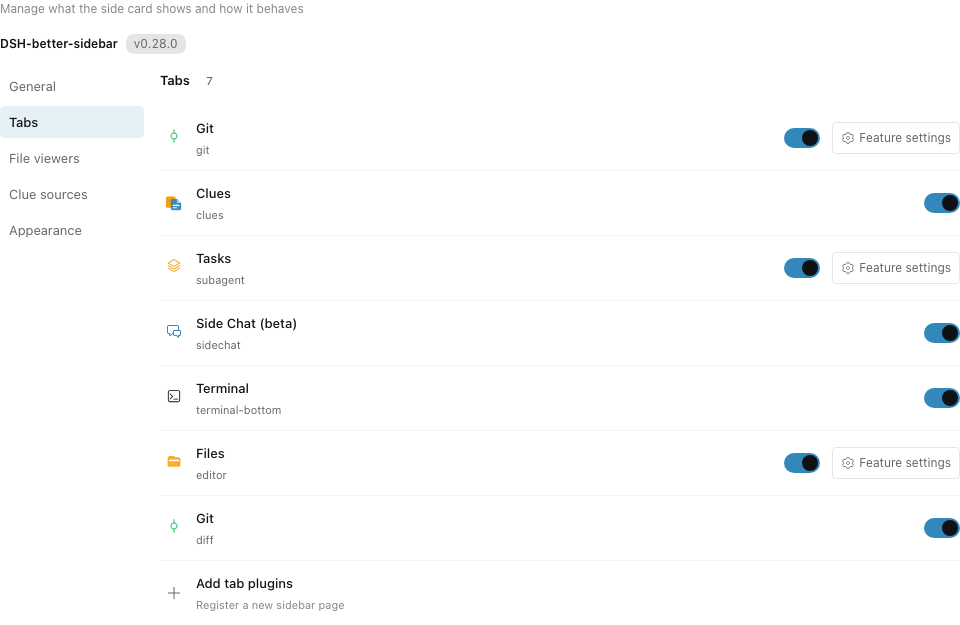 Manage what the side card shows and how it behaves
DSH-better-sidebar v0.28.0
General
Tabs
File viewers
Clue sources
Appearance
Tabs 7
Git
git
Feature settings
Clues
clues
Tasks
subagent
Feature settings
Side Chat (beta)
sidechat
Terminal
terminal-bottom
Files
editor
Feature settings
Git
diff
Add tab plugins
Register a new sidebar page